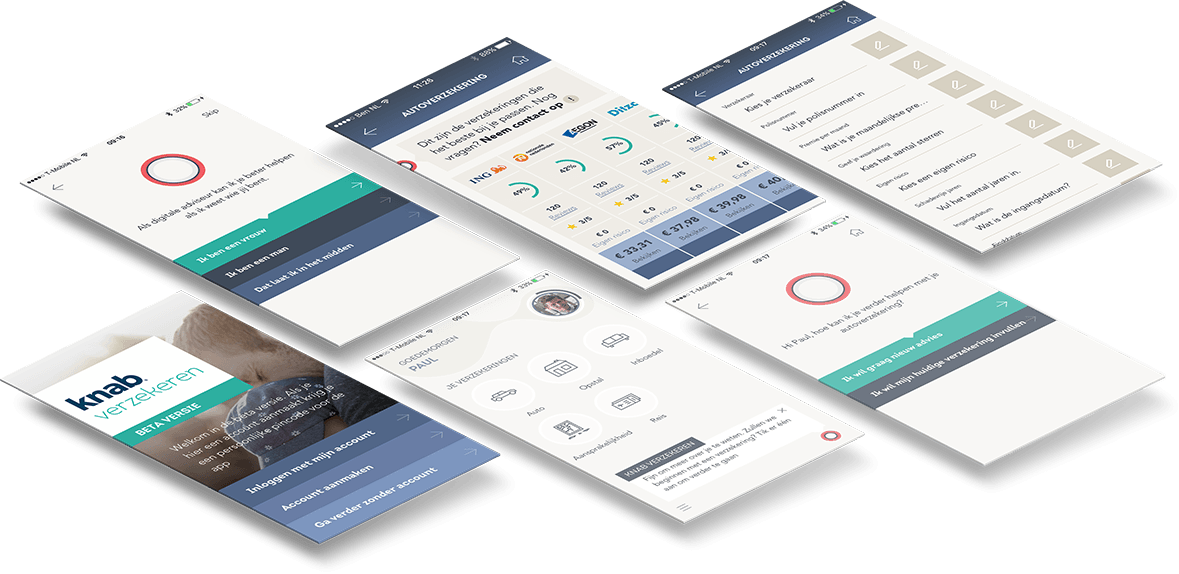 T-Mobile NL
09:16
32%
Skip
Als digitale adviseur kan ik je beter helpen
als ik weet wie jij bent.
Ik ben een vrouw
Ik ben een man
Dat laat ik in het midden
Ben NL
11:26
88%
AUTOVERZEKERING
Dit zijn de verzekeringen die
het beste bij je passen. Nog
vragen? Neem contact op
ING
nationale nederlanden
AEGON
Ditzo
49%
42%
57%
45%
120
Reviews
120
Reviews
120
Reviews
120
3/5
3/5
3/5
3/5
€ 0
Eigen risico
€ 0
Eigen risico
€ 0
Eigen risico
€ 0
€ 33,31
Bekijken
€ 37,98
Bekijken
€ 39,98
Bekijken
€ 40,
T-Mobile NL
09:17
34%
AUTOVERZEKERING
Verzekeraar
Kies je verzekeraar
Polisnummer
Vul je polisnummer in
Premie per maand
Wat is je maandelijkse pre...
Geef je waardering
Kies het aantal sterren
Eigen risico
Kies een eigen risico
Schadevrije jaren
Vul het aantal jaren in.
Ingangsdatum
Wat is de ingangsdatum?
knab.
verzekeren
BETA VERSIE
Welkom in de beta versie. Als je
hier een account aanmaakt krijg je
een persoonlijke pincode voor de
app
Inloggen met mijn account
Account aanmaken
Ga verder zonder account
T-Mobile NL
09:17
33%
GOEDEMORGEN
PAUL
JE VERZEKERINGEN
Auto
Opstal
Inboedel
Aansprakelijkheid
Reis
KNAB VERZEKEREN
Fijn om meer over je te weten. Zullen we
beginnen met een verzekering? Tik er één
aan om verder te gaan
T-Mobile NL
09:17
34%
Hi Paul, hoe kan ik je verder helpen met je
autoverzekering?
Ik wil graag nieuw advies
Ik wil mijn huidige verzekering invullen